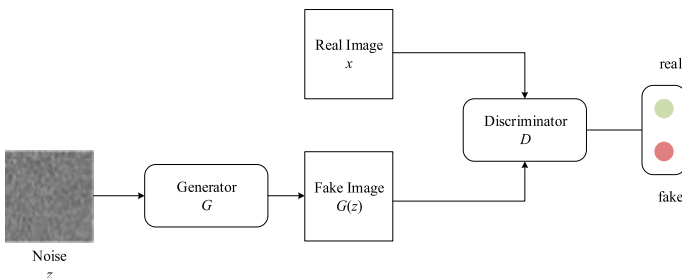 Real Image
x
real
Discriminator
D
Generator
G
Fake Image
G(z)
fake
Noise
z